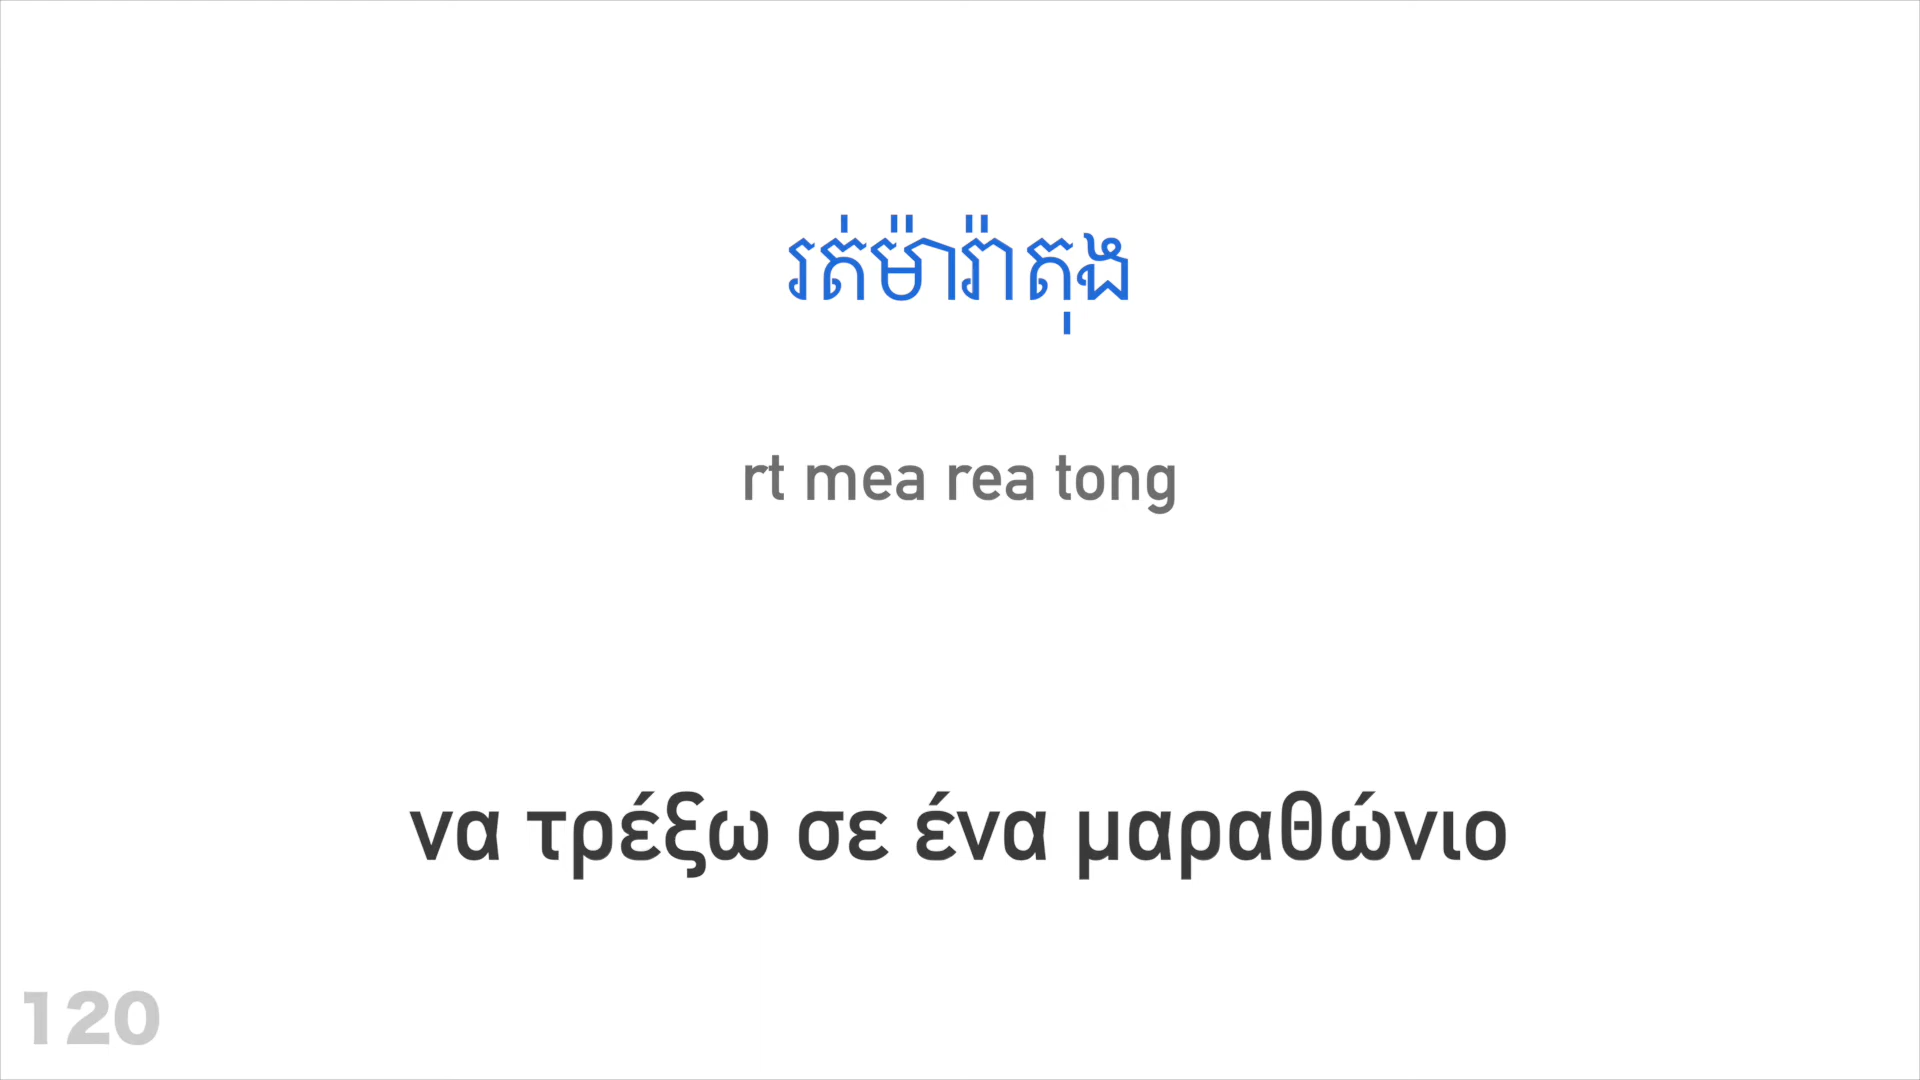 រត់ម៉ារ៉ាតុង
rt mea rea tong
να τρέξω σε ένα μαραθώνιο
120